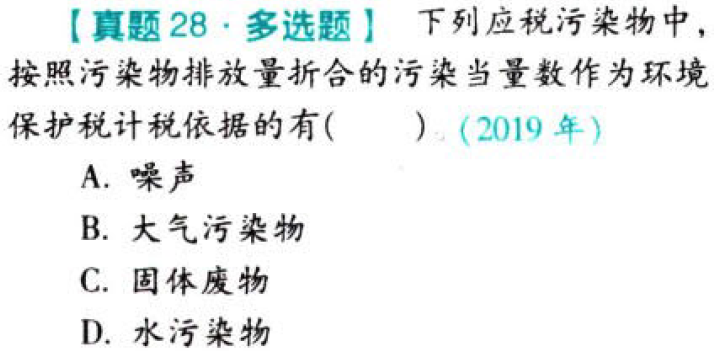 【真题 28·多选题】 下列应税污染物中，
按照污染物排放量折合的污染当量数作为环境
保护税计税依据的有(  )。(2019 年)
A. 噪声
B. 大气污染物
C. 固体废物
D. 水污染物